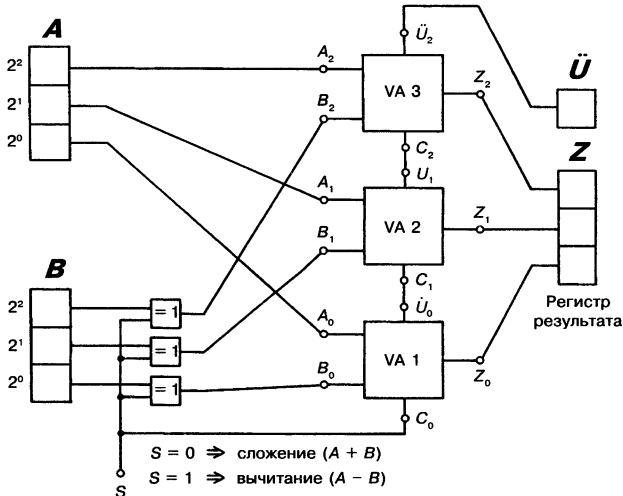 A
2²
2¹
2⁰
B
2²
2¹
2⁰
= 1
= 1
= 1
S
A₂
B₂
A₁
B₁
A₀
B₀
Ü₂
VA 3
C₂
U₁
VA 2
C₁
U̇₀
VA 1
C₀
Z₂
Z₁
Z₀
Ü
Z
Регистр
результата
S = 0 ⇒ сложение (A + B)
S = 1 ⇒ вычитание (A − B)